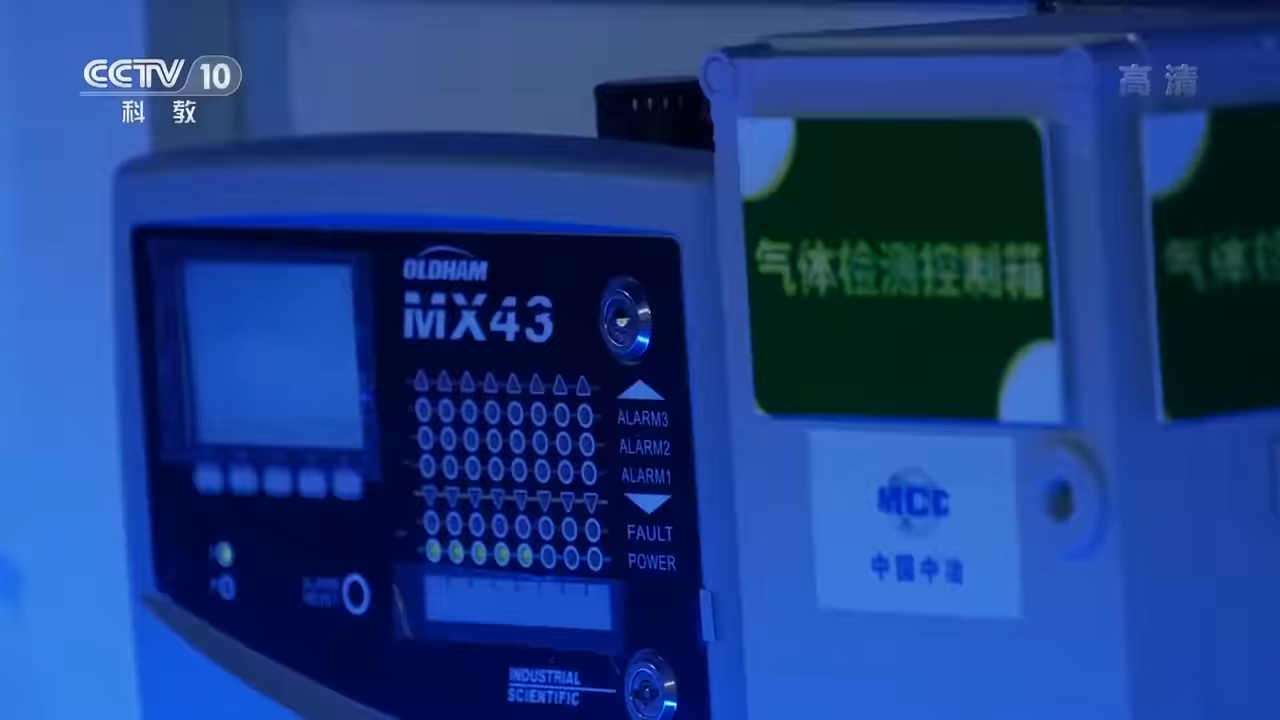 CCTV 10
科教
高清
OLDHAM
MX43
ALARM3
ALARM2
ALARM1
FAULT
POWER
INDUSTRIAL
SCIENTIFIC
气体检测控制箱
MCC
中国中冶
气体